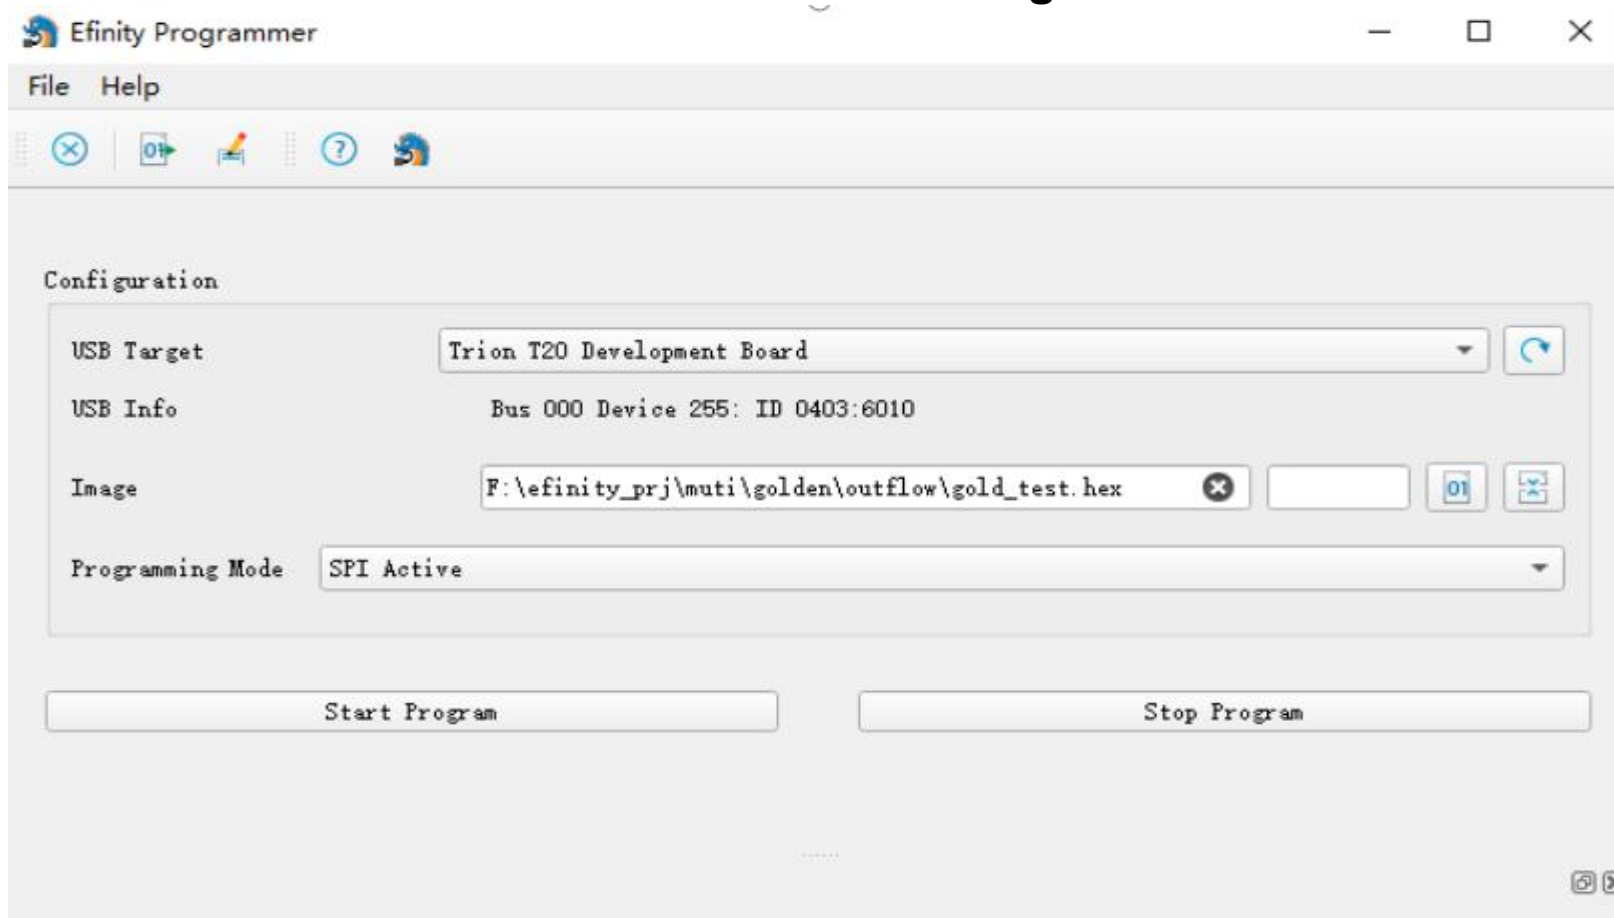 Efinity Programmer
File Help
Configuration
USB Target Trion T20 Development Board
USB Info Bus 000 Device 255: ID 0403:6010
Image F:\efinity_prj\muti\golden\outflow\gold_test.hex 01
Programming Mode SPI Active
Start Program Stop Program